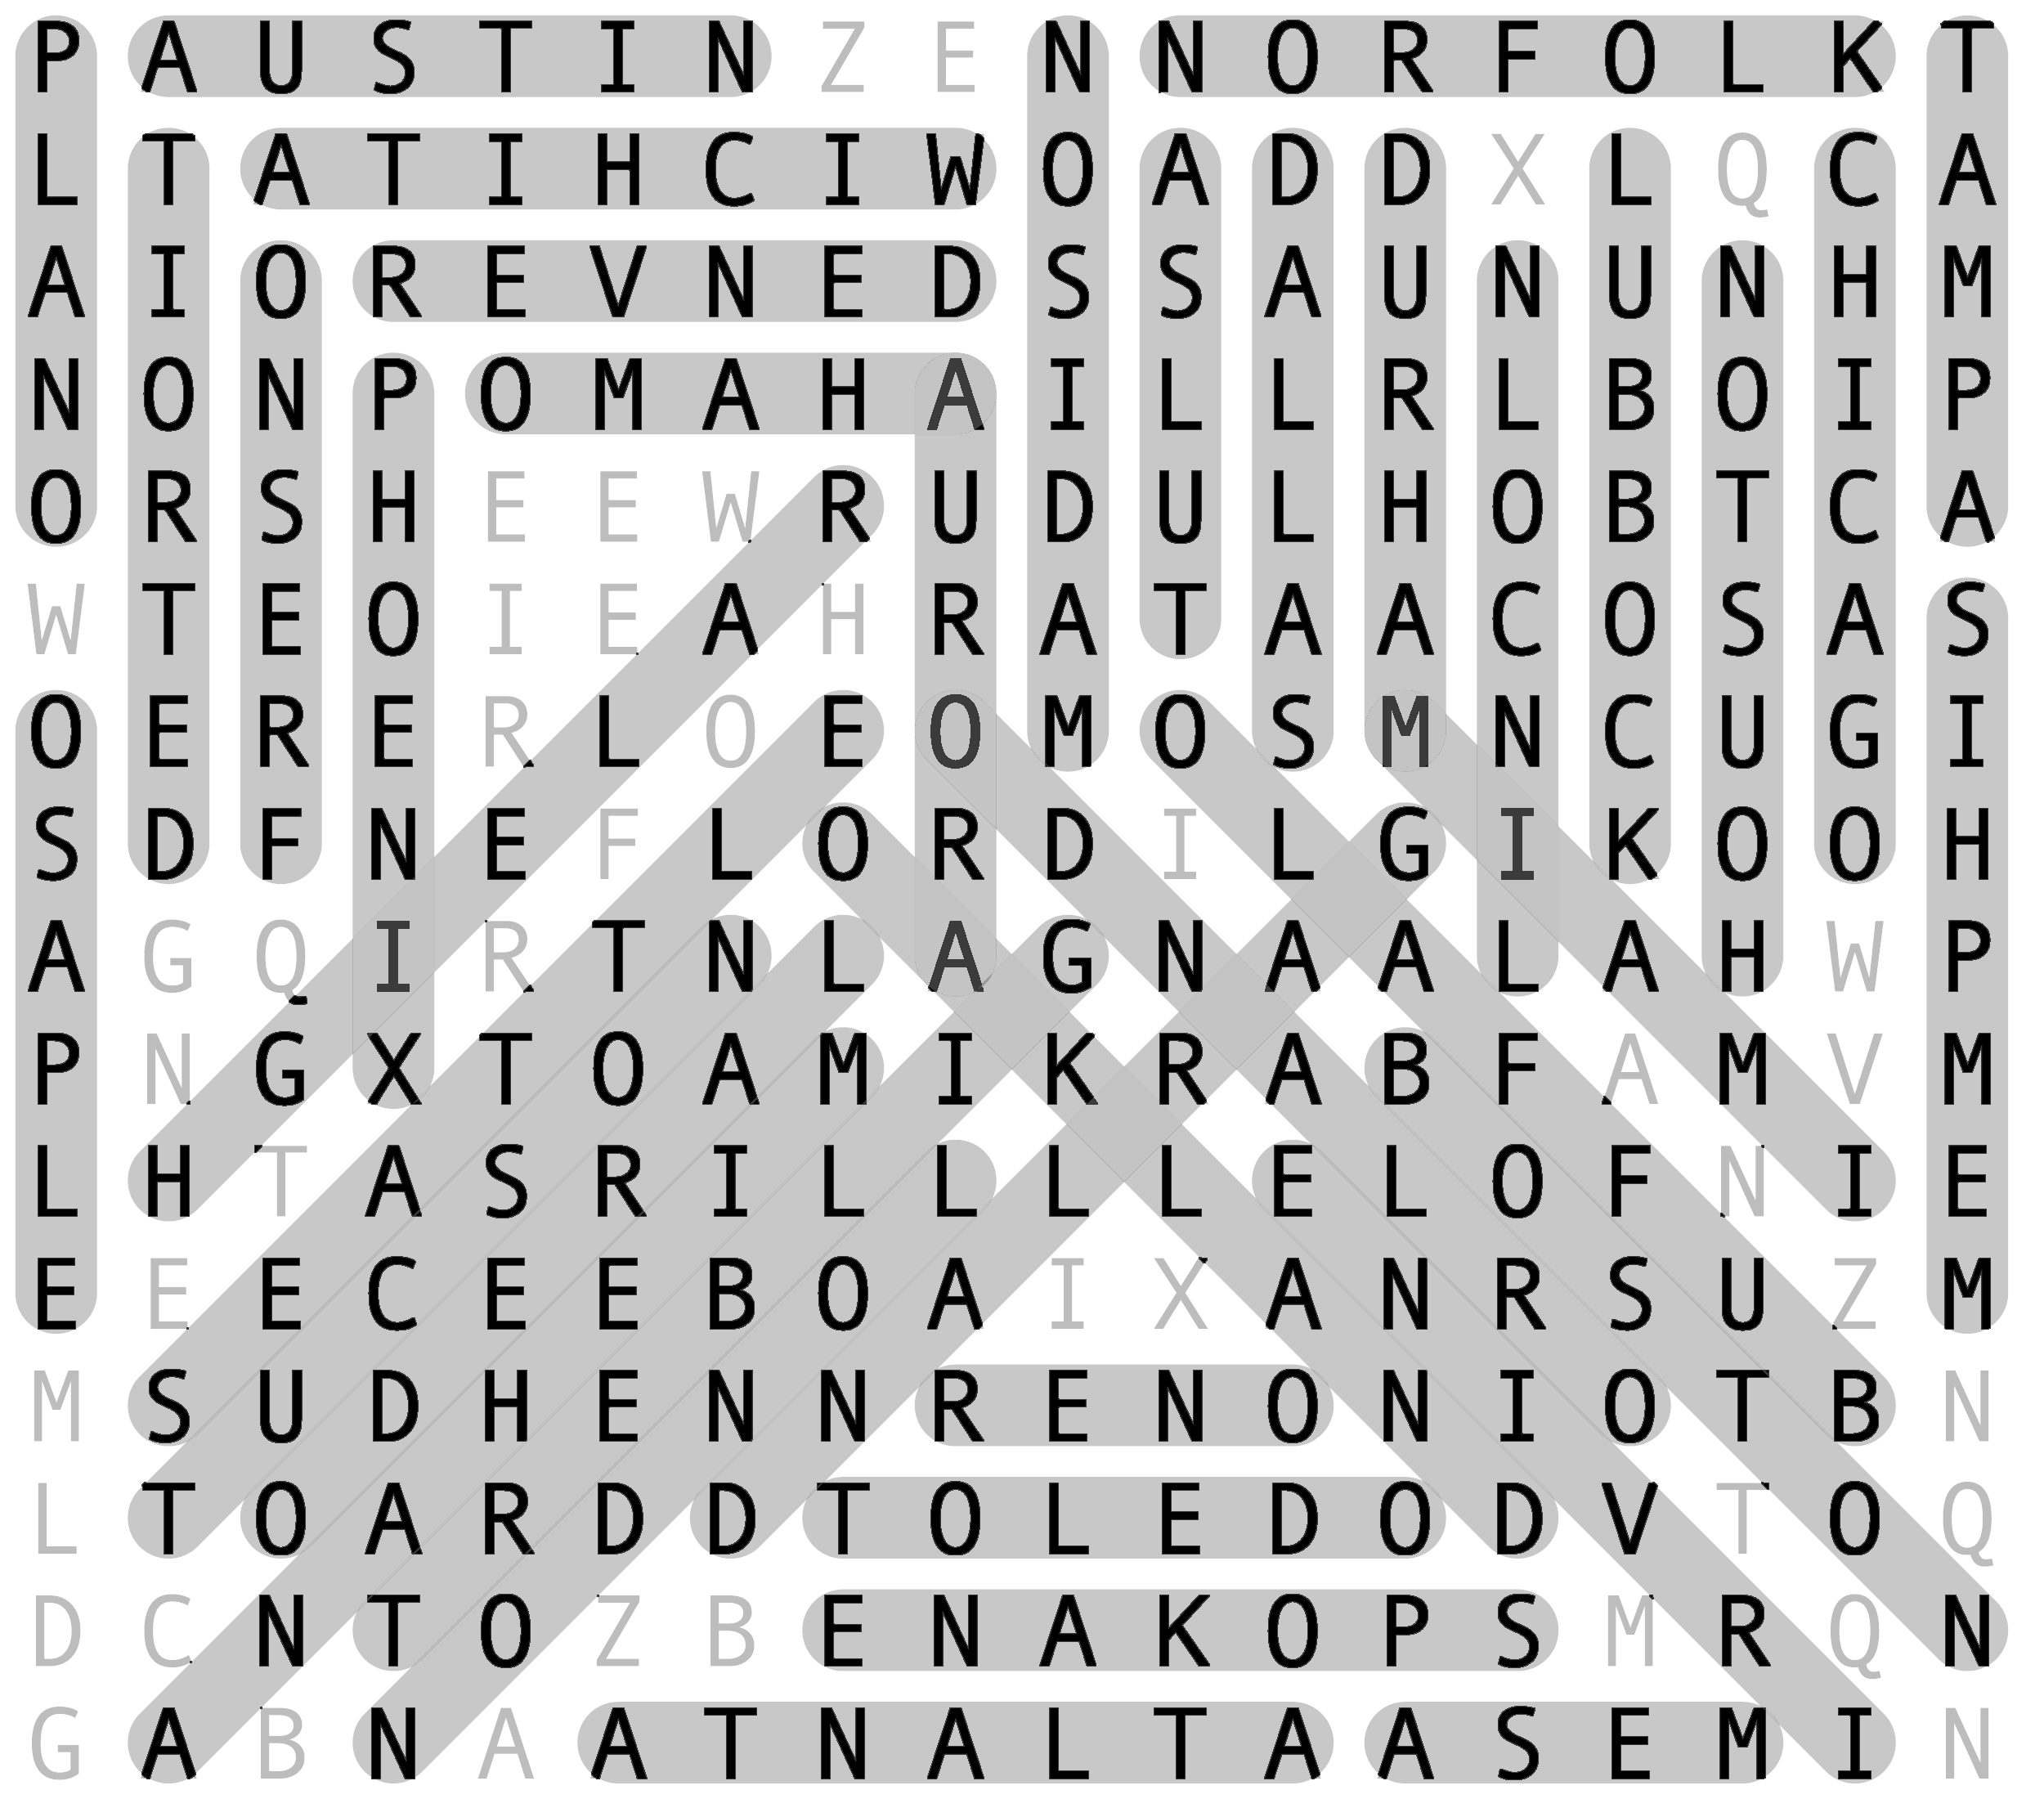 P A U S T I N Z E N N O R F O L K T
L T A T I H C I W O A D D X L Q C A
A I O R E V N E D S S A U N U N H M
N O N P O M A H A I L L R L B O I P
O R S H E E W R U D U L H O B T C A
W T E O I E A H R A T A A C O S A S
O E R E R L O E O M O S M N C U G I
S D F N E F L O R D I L G I K O O H
A G Q I R T N L A G N A A L A H W P
P N G X T O A M I K R A B F A M V M
L H T A S R I L L L L E L O F N I E
E E E C E E B O A I X A N R S U Z M
M S U D H E N N R E N O N I O T B N
L T O A R D D T O L E D O D V T O Q
D C N T O Z B E N A K O P S M R Q N
G A B N A A T N A L T A A S E M I N